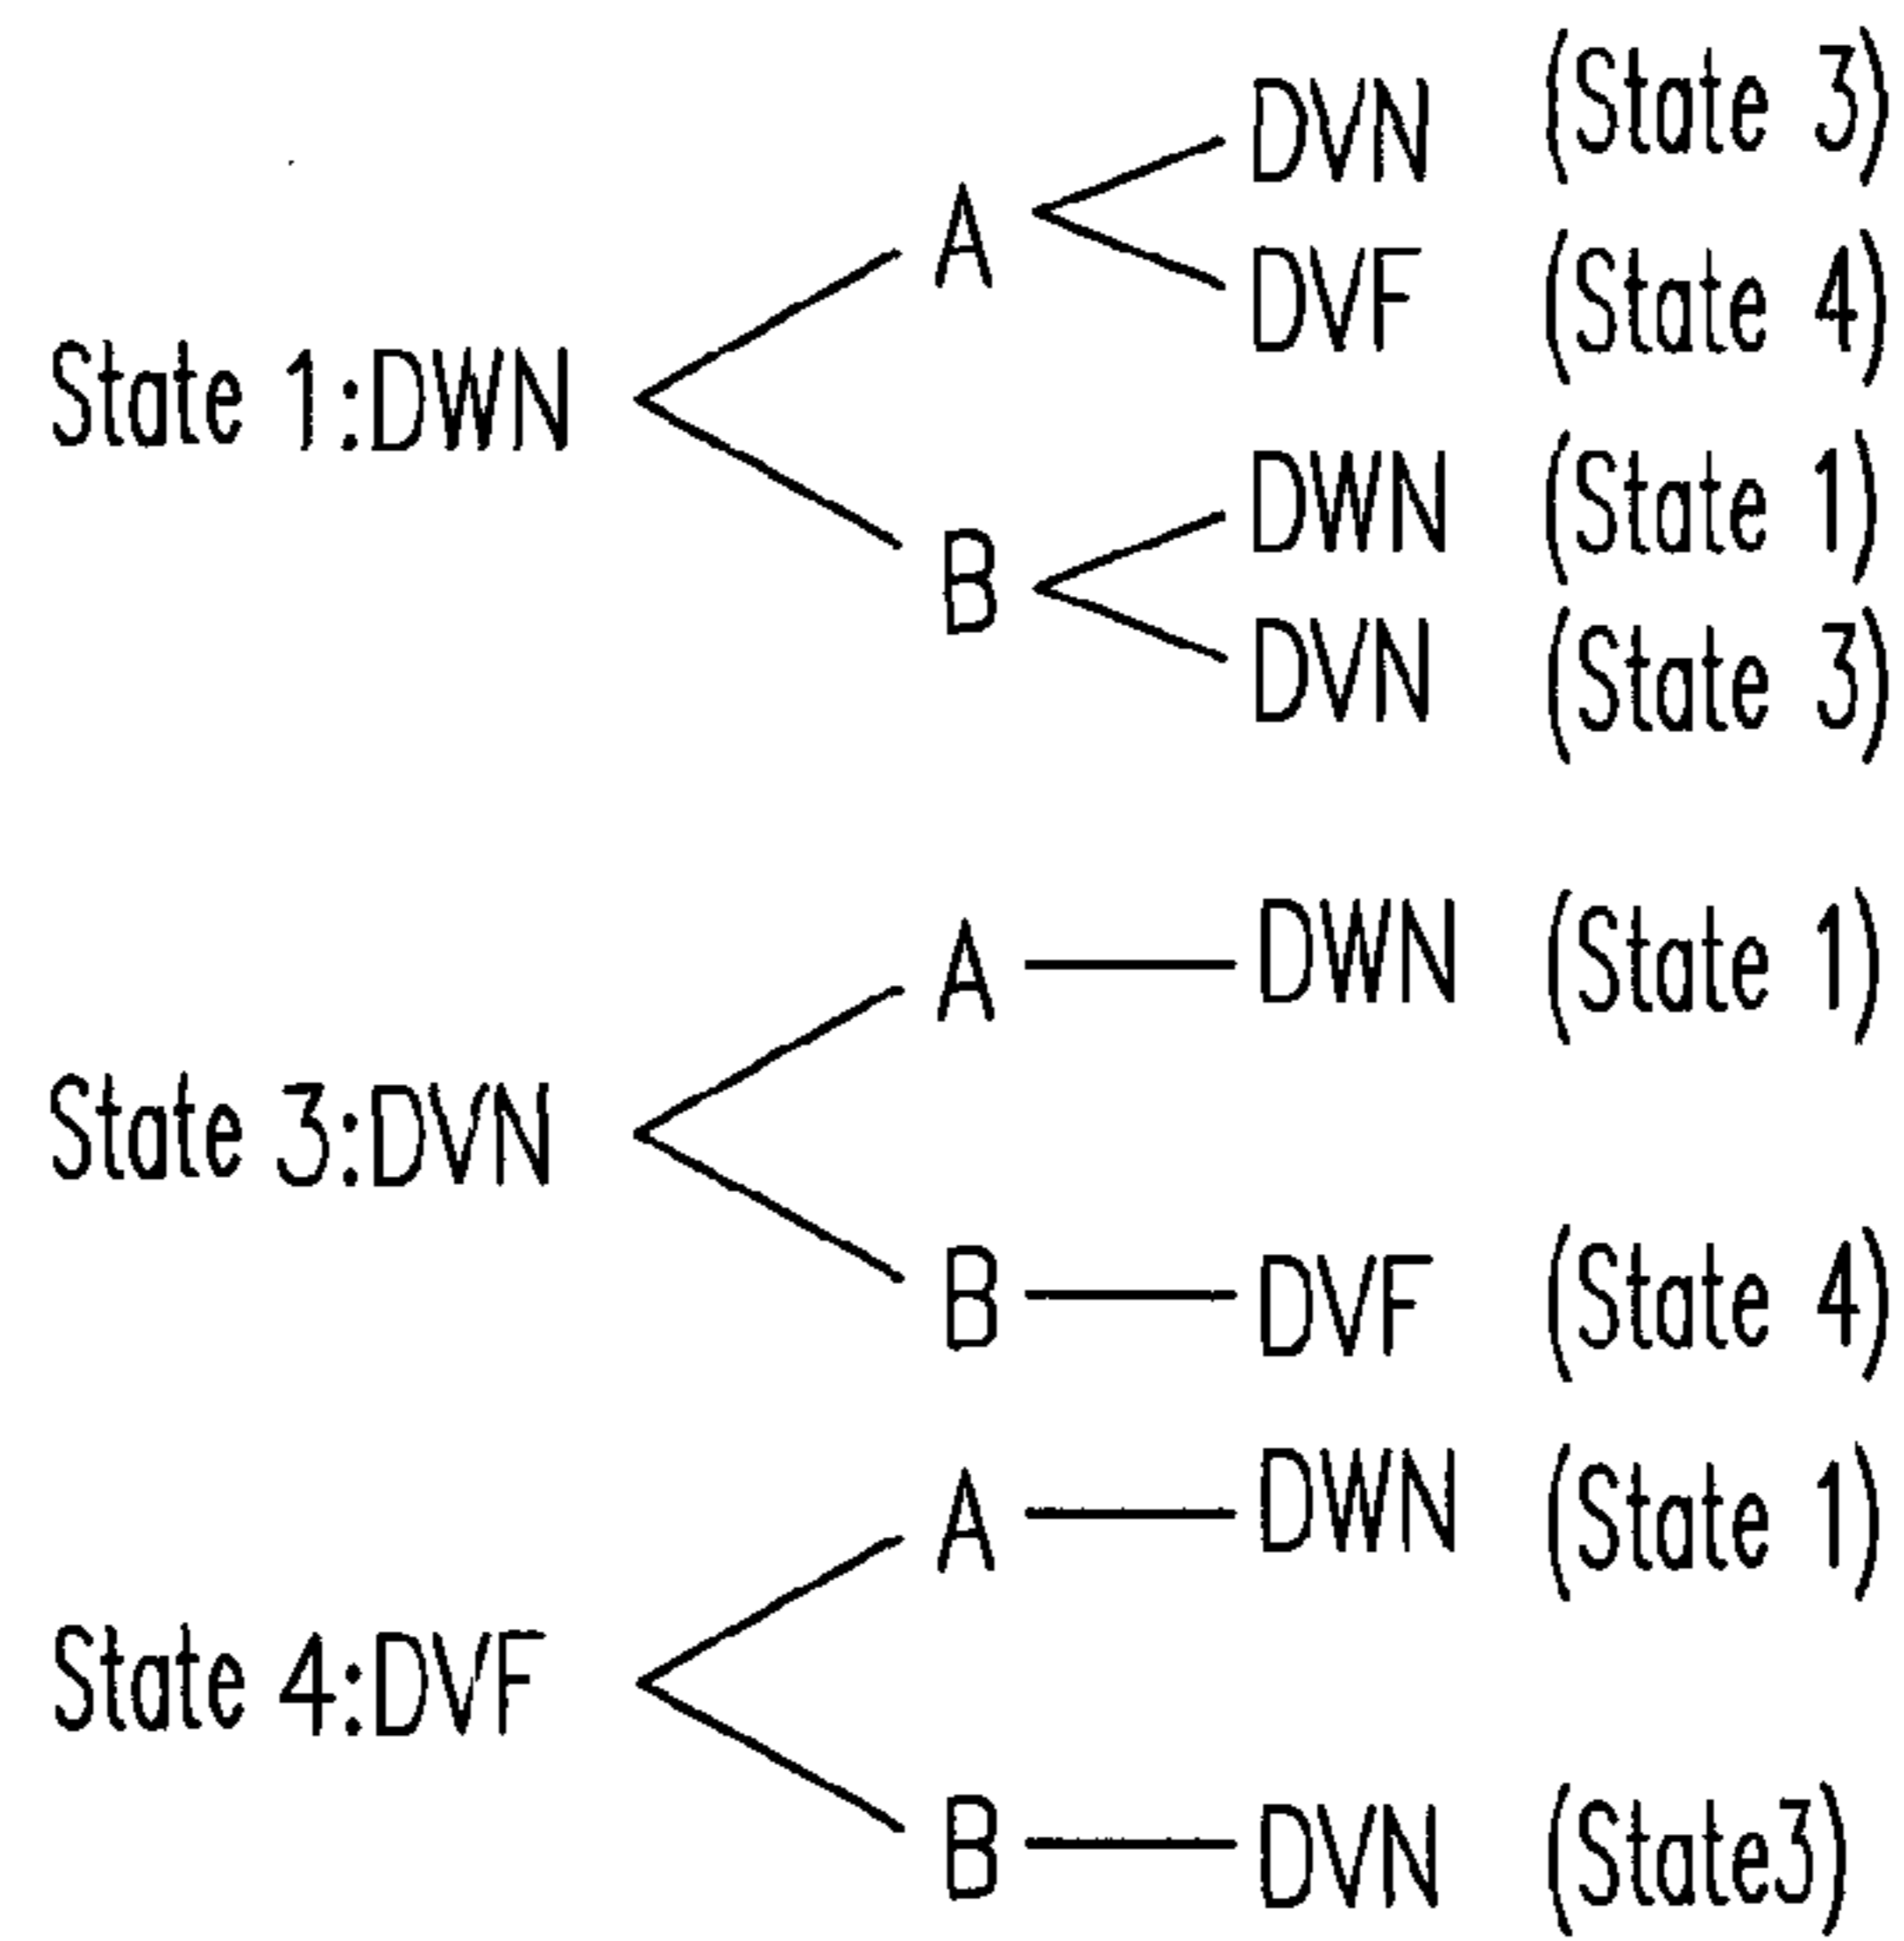 DVN (State 3)
A
DVF (State 4)
State 1:DWN
DWN (State 1)
B
DVN (State 3)
A DWN (State 1)
State 3:DVN
B DVF (State 4)
A DWN (State 1)
State 4:DVF
B DVN (State3)